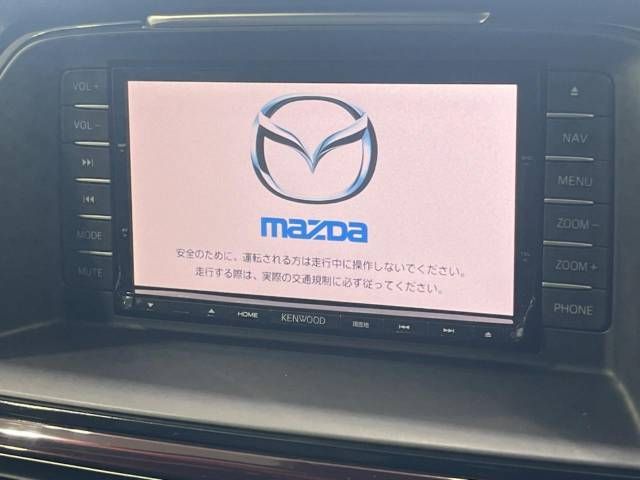 VOL+
VOL−
MODE
MUTE
NAV
MENU
ZOOM−
ZOOM+
PHONE
mazda
安全のために、運転される方は走行中に操作しないでください。
走行する際は、実際の交通規制に必ず従ってください。
HOME
KENWOOD
現在地